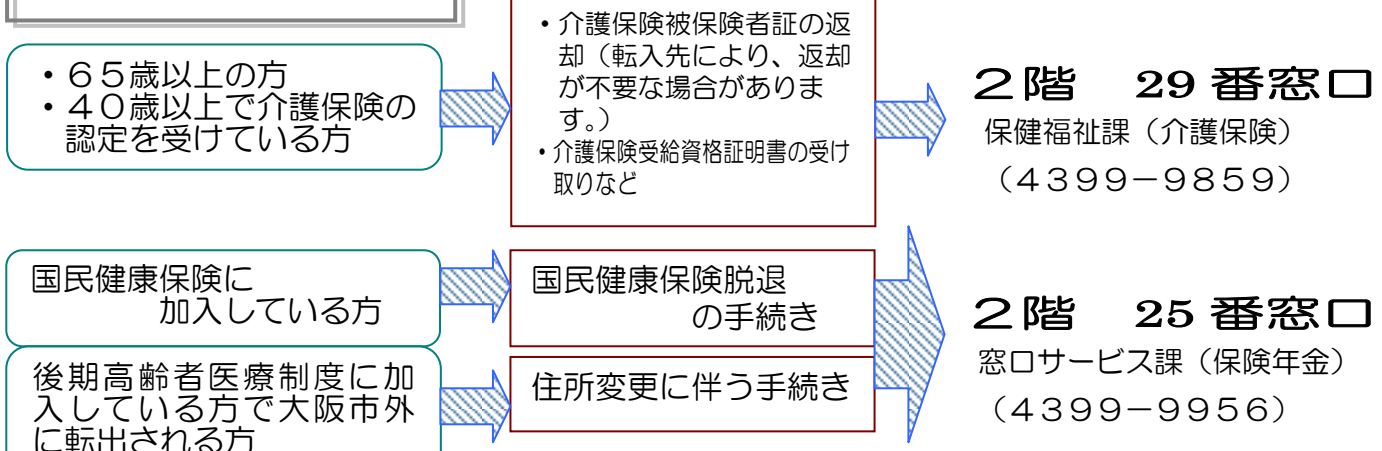 ・６５歳以上の方
・４０歳以上で介護保険の
認定を受けている方
・介護保険被保険者証の返
却（転入先により、返却
が不要な場合がありま
す。）
・介護保険受給資格証明書の受け
取りなど
２階　29 番窓口
保健福祉課（介護保険）
（４３９９－９８５９）
国民健康保険に
加入している方
国民健康保険脱退
の手続き
後期高齢者医療制度に加
入している方で大阪市外
に転出される方
住所変更に伴う手続き
２階　25 番窓口
窓口サービス課（保険年金）
（４３９９－９９５６）